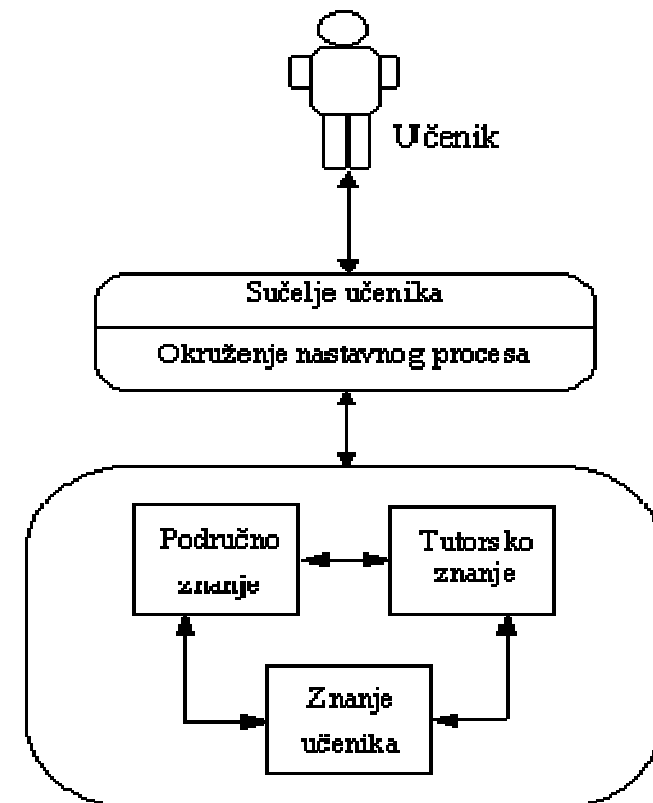 Učenik
Sučelje učenika
Okruženje nastavnog procesa
Područno
znanje
Tutorsko
znanje
Znanje
učenika